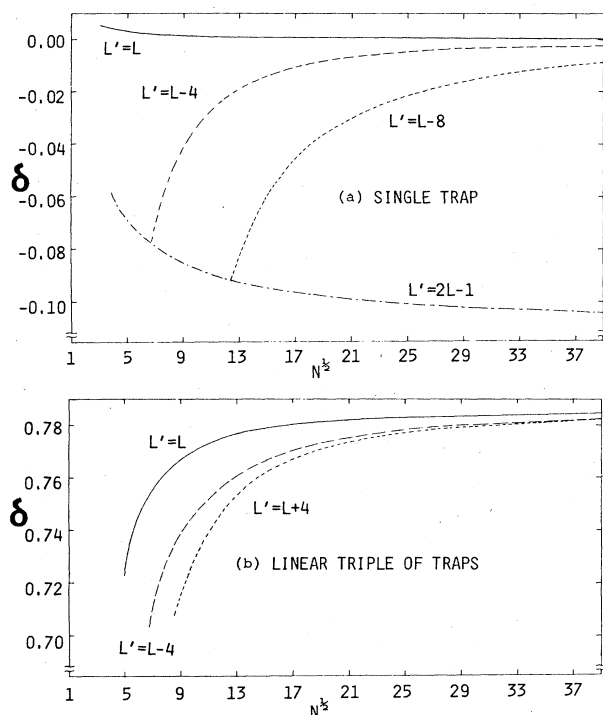 0.00
L'=L
-0.02
L'=L-4
L'=L-8
-0.04
δ
-0.06
(a) SINGLE TRAP
-0.08
L'=2L-1
-0.10
1 5 9 13 17 21 25 29 33 37
N½
0.78
L'=L
0.76
δ
L'=L+4
0.74
(b) LINEAR TRIPLE OF TRAPS
0.72
0.70
L'=L-4
1 5 9 13 17 21 25 29 33 37
N½